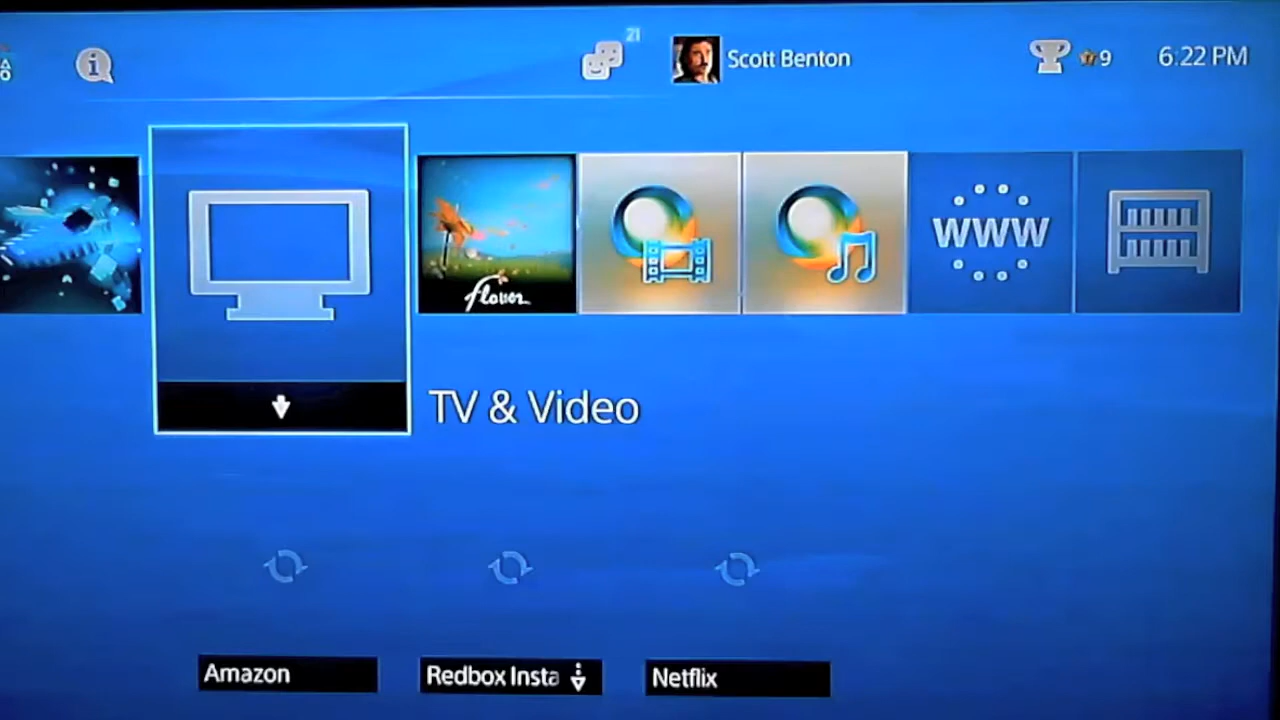 21
Scott Benton
9
6:22 PM
flower
WWW
TV & Video
Amazon
Redbox Insta
Netflix